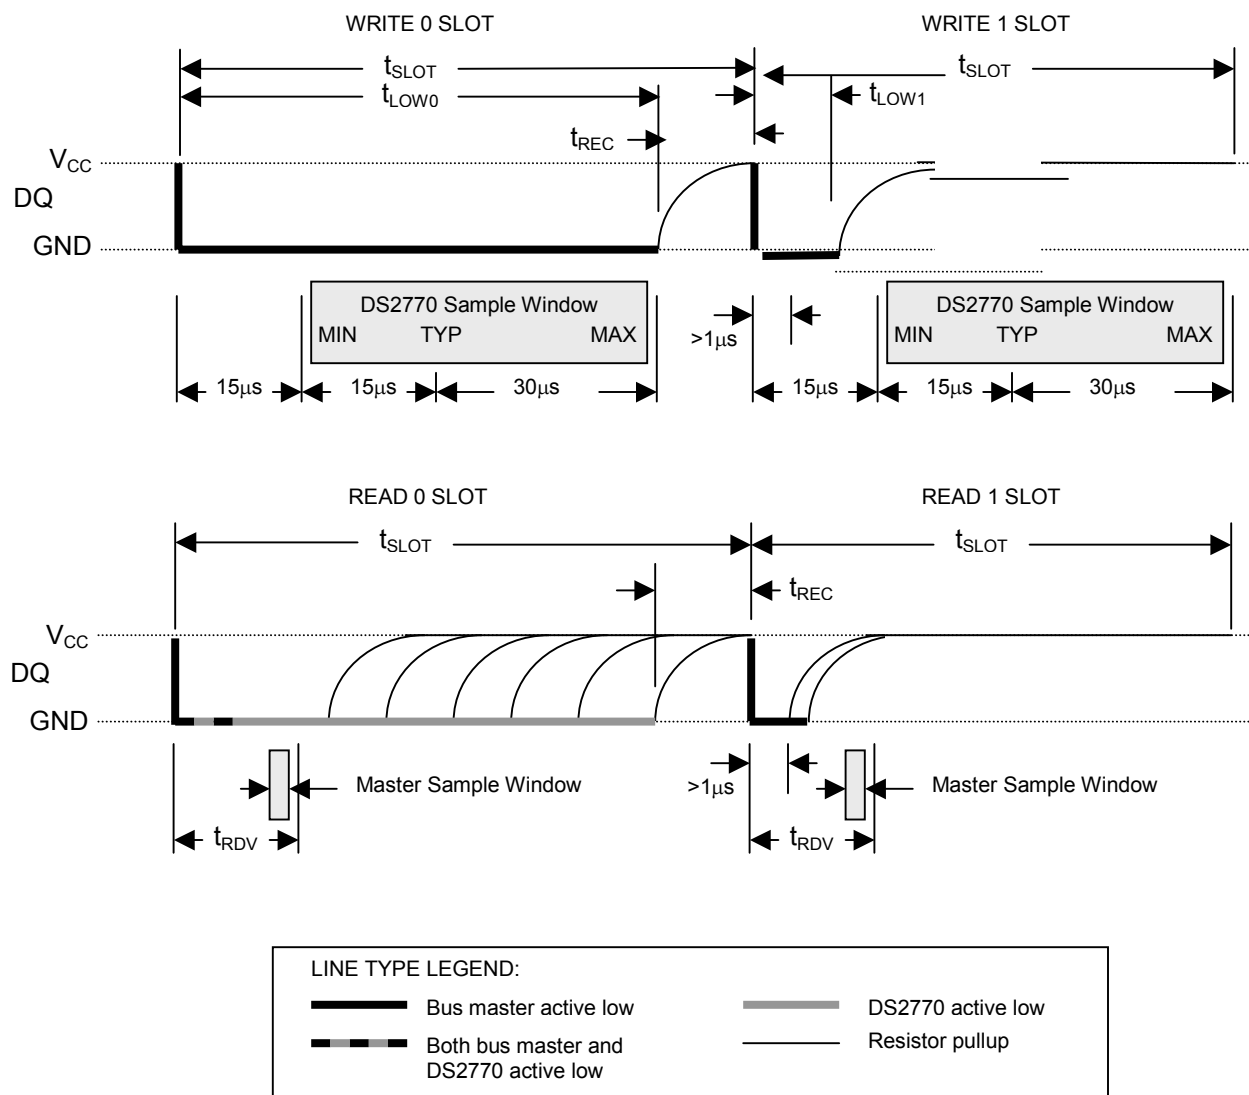 WRITE 0 SLOT WRITE 1 SLOT
tSLOT tSLOT
tLOW0 tLOW1
tREC
VCC
DQ
GND
DS2770 Sample Window DS2770 Sample Window
MIN TYP MAX >1μs MIN TYP MAX
15μs 15μs 30μs 15μs 15μs 30μs
READ 0 SLOT READ 1 SLOT
tSLOT tSLOT
tREC
VCC
DQ
GND
Master Sample Window >1μs Master Sample Window
tRDV tRDV
LINE TYPE LEGEND:
Bus master active low DS2770 active low
Both bus master and Resistor pullup
DS2770 active low